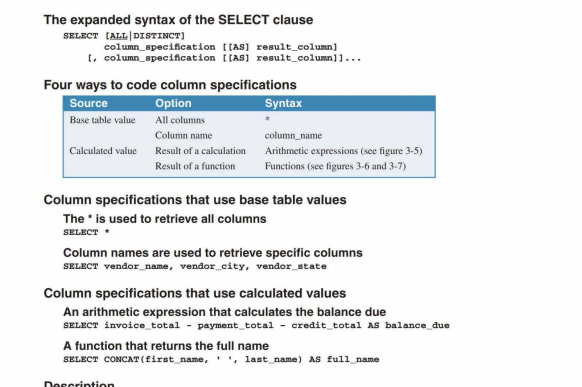 The expanded syntax of the SELECT clause
SELECT [ALL|DISTINCT]
column_specification [[AS] result_column]
[, column_specification [[AS] result_column]]...
Four ways to code column specifications
Source Option Syntax
Base table value All columns *
Column name column_name
Calculated value Result of a calculation Arithmetic expressions (see figure 3-5)
Result of a function Functions (see figures 3-6 and 3-7)
Column specifications that use base table values
The * is used to retrieve all columns
SELECT *
Column names are used to retrieve specific columns
SELECT vendor_name, vendor_city, vendor_state
Column specifications that use calculated values
An arithmetic expression that calculates the balance due
SELECT invoice_total - payment_total - credit_total AS balance_due
A function that returns the full name
SELECT CONCAT(first_name, ' ', last_name) AS full_name
Description